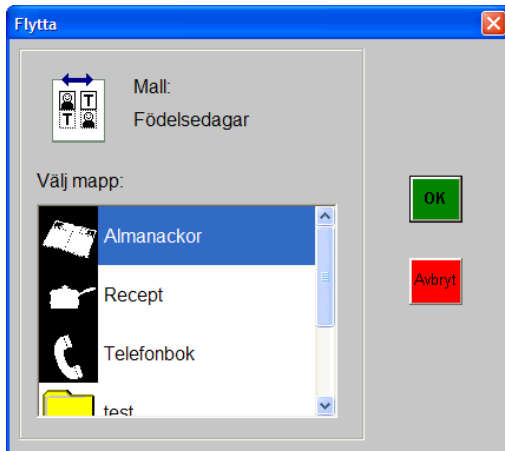 Flytta
Mall:
Födelsedagar
Välj mapp:
Almanackor
Recept
Telefonbok
test
OK
Avbryt